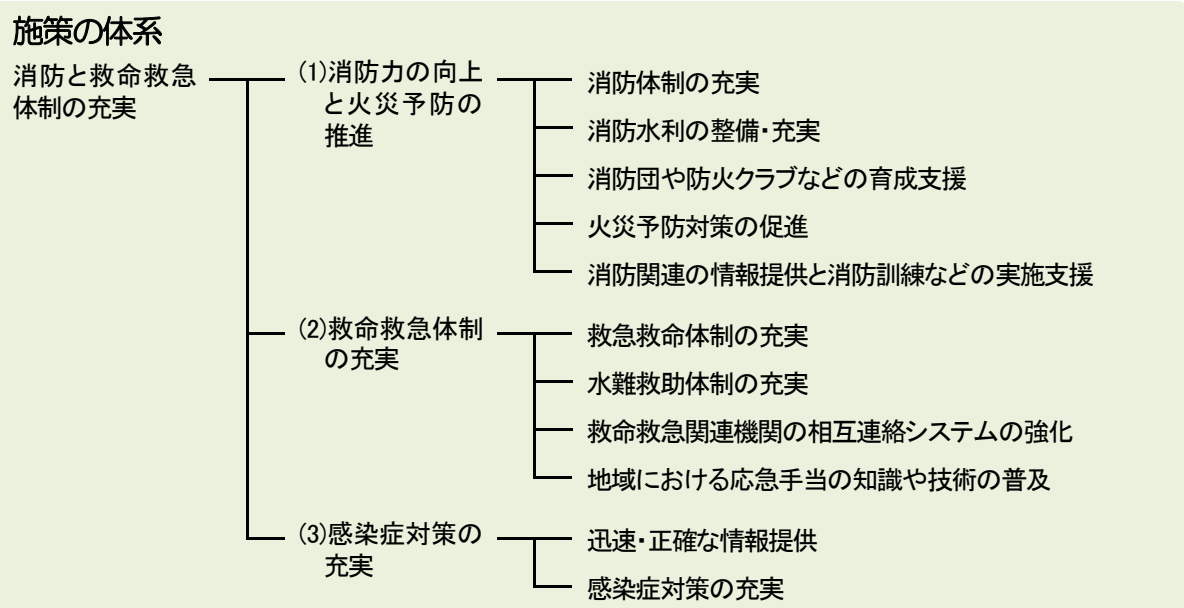 施策の体系
消防と救命救急
体制の充実
(1)消防力の向上
と火災予防の
推進
消防体制の充実
消防水利の整備・充実
消防団や防火クラブなどの育成支援
火災予防対策の促進
消防関連の情報提供と消防訓練などの実施支援
(2)救命救急体制
の充実
救急救命体制の充実
水難救助体制の充実
救命救急関連機関の相互連絡システムの強化
地域における応急手当の知識や技術の普及
(3)感染症対策の
充実
迅速・正確な情報提供
感染症対策の充実